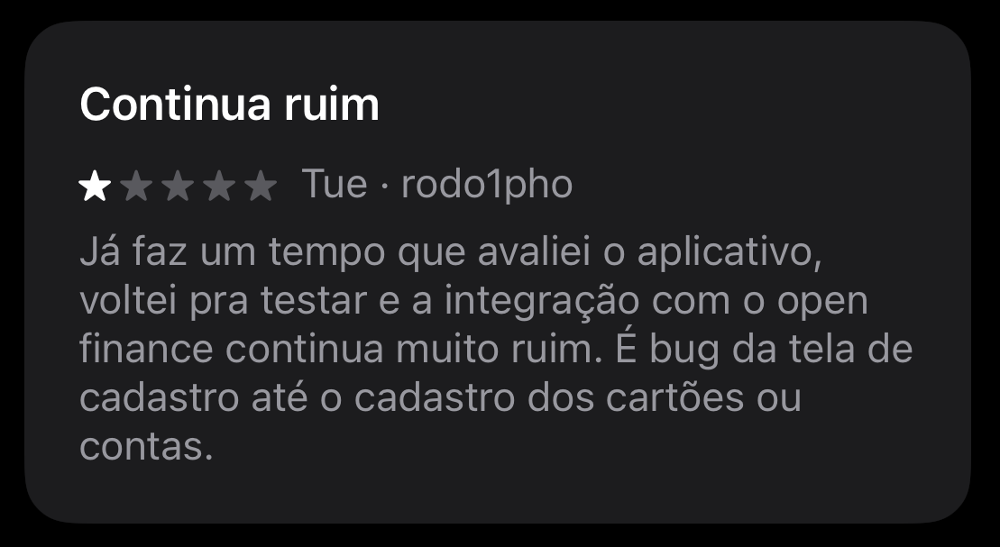 Continua ruim
Tue · rodo1pho
Já faz um tempo que avaliei o aplicativo,
voltei pra testar e a integração com o open
finance continua muito ruim. É bug da tela de
cadastro até o cadastro dos cartões ou
contas.